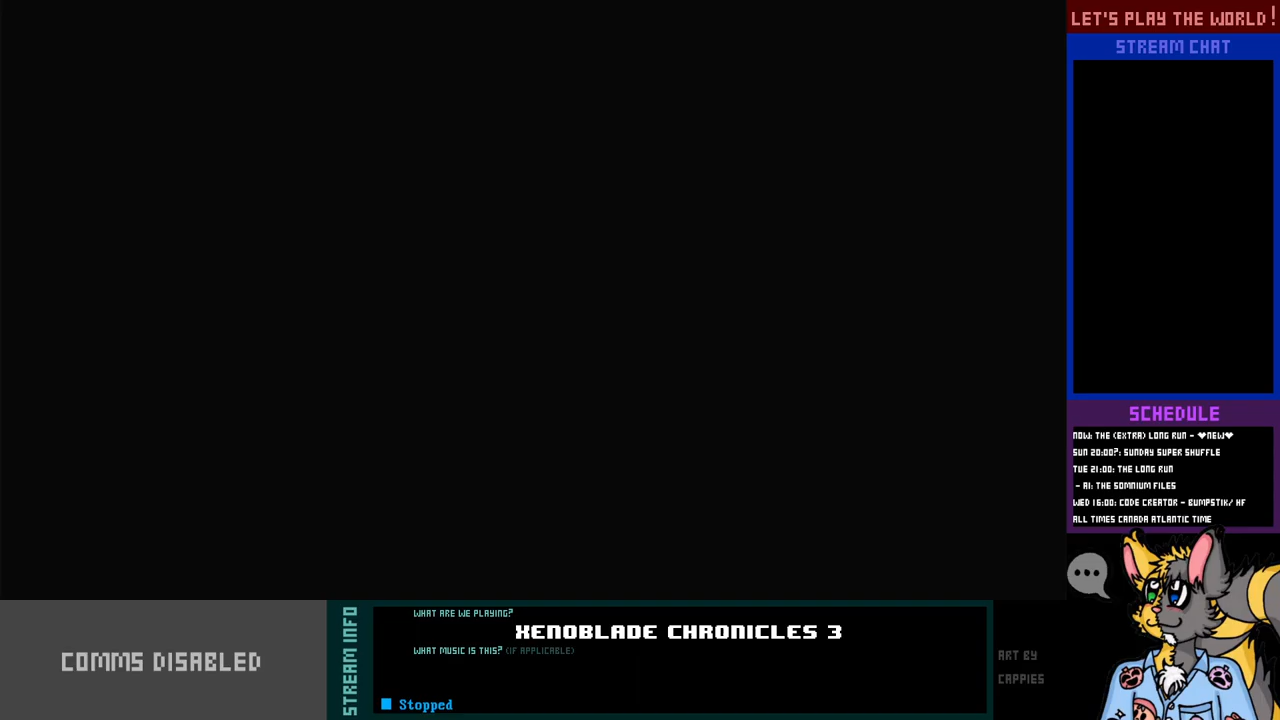 LET'S PLAY THE WORLD!
STREAM CHAT
SCHEDULE
NOW: THE (EXTRA) LONG RUN - ♥NEW♥
SUN 20:00?: SUNDAY SUPER SHUFFLE
TUE 21:00: THE LONG RUN
- AI: THE SOMNIUM FILES
WED 16:00: CODE CREATOR - BUMPSTIK/ HF
ALL TIMES CANADA ATLANTIC TIME
COMMS DISABLED
STREAM INFO
WHAT ARE WE PLAYING?
XENOBLADE CHRONICLES 3
WHAT MUSIC IS THIS? (IF APPLICABLE)
Stopped
ART BY
CAPPIES